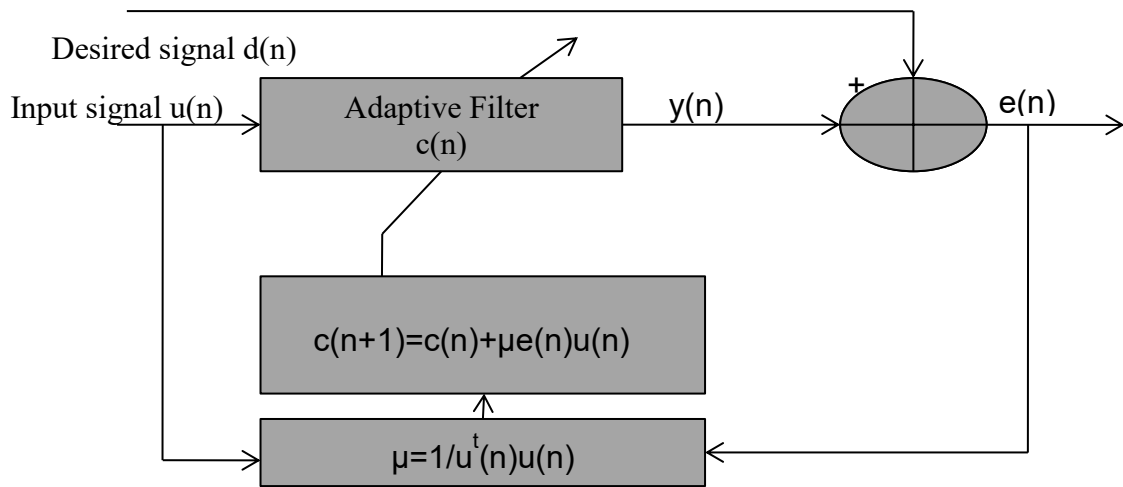 Desired signal d(n)
Input signal u(n)
Adaptive Filter
c(n)
y(n)
+
e(n)
c(n+1)=c(n)+μe(n)u(n)
μ=1/u^t(n)u(n)